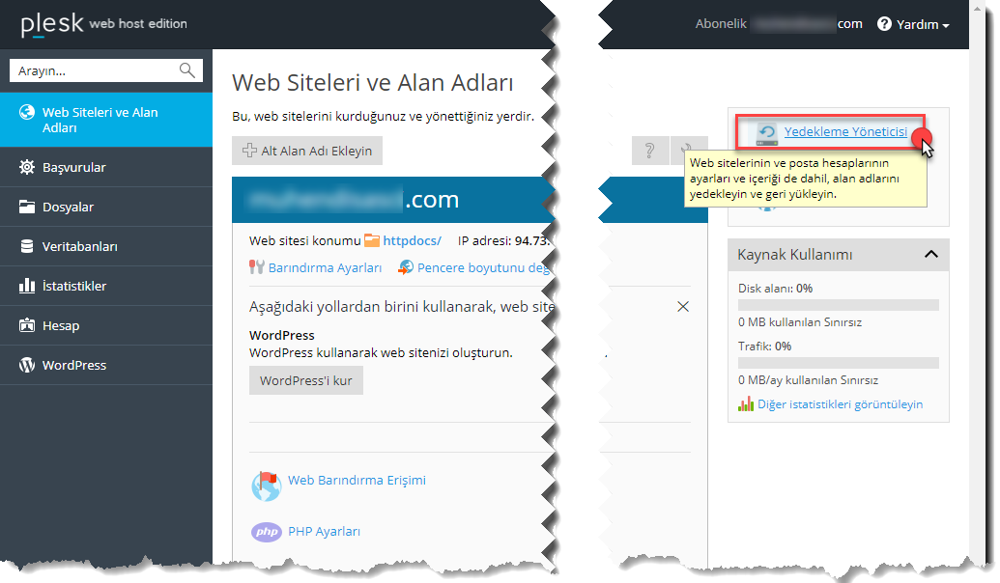 plesk web host edition
Abonelik .com
Yardım
Arayın...
Web Siteleri ve Alan
Adları
Başvurular
Dosyalar
Veritabanları
İstatistikler
Hesap
WordPress
Web Siteleri ve Alan Adları
Bu, web sitelerini kurduğunuz ve yönettiğiniz yerdir.
Alt Alan Adı Ekleyin
.com
Web sitesi konumu httpdocs/ IP adresi: 94.73.
Barındırma Ayarları Pencere boyutunu değ
Aşağıdaki yollardan birini kullanarak, web site
WordPress
WordPress kullanarak web sitenizi oluşturun.
WordPress'i kur
Web Barındırma Erişimi
php PHP Ayarları
?
Yedekleme Yöneticisi
Web sitelerinin ve posta hesaplarının
ayarları ve içeriği de dahil, alan adlarını
yedekleyin ve geri yükleyin.
Kaynak Kullanımı
Disk alanı: 0%
0 MB kullanılan Sınırsız
Trafik: 0%
0 MB/ay kullanılan Sınırsız
Diğer istatistikleri görüntüleyin